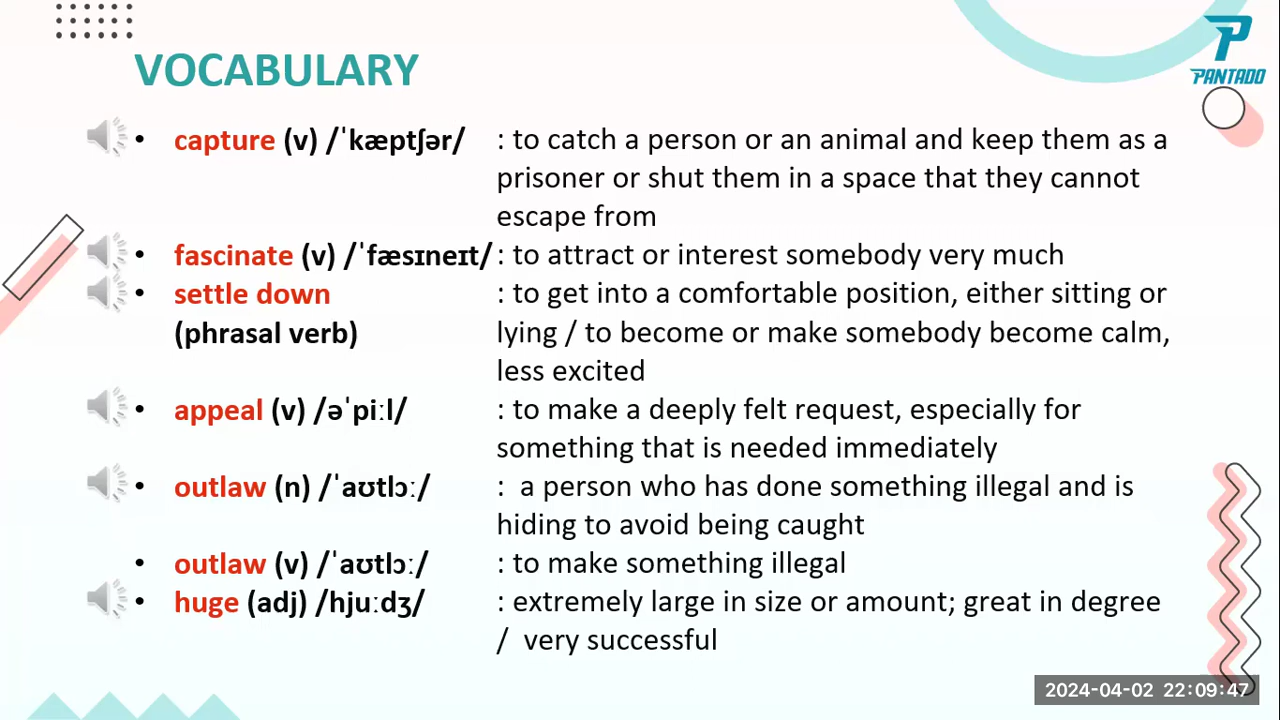 VOCABULARY
PANTADO
• capture (v) /ˈkæptʃər/ : to catch a person or an animal and keep them as a
prisoner or shut them in a space that they cannot
escape from
• fascinate (v) /ˈfæsɪneɪt/ : to attract or interest somebody very much
• settle down : to get into a comfortable position, either sitting or
(phrasal verb) lying / to become or make somebody become calm,
less excited
• appeal (v) /əˈpiːl/ : to make a deeply felt request, especially for
something that is needed immediately
• outlaw (n) /ˈaʊtlɔː/ : a person who has done something illegal and is
hiding to avoid being caught
• outlaw (v) /ˈaʊtlɔː/ : to make something illegal
• huge (adj) /hjuːdʒ/ : extremely large in size or amount; great in degree
/ very successful
2024-04-02 22:09:47